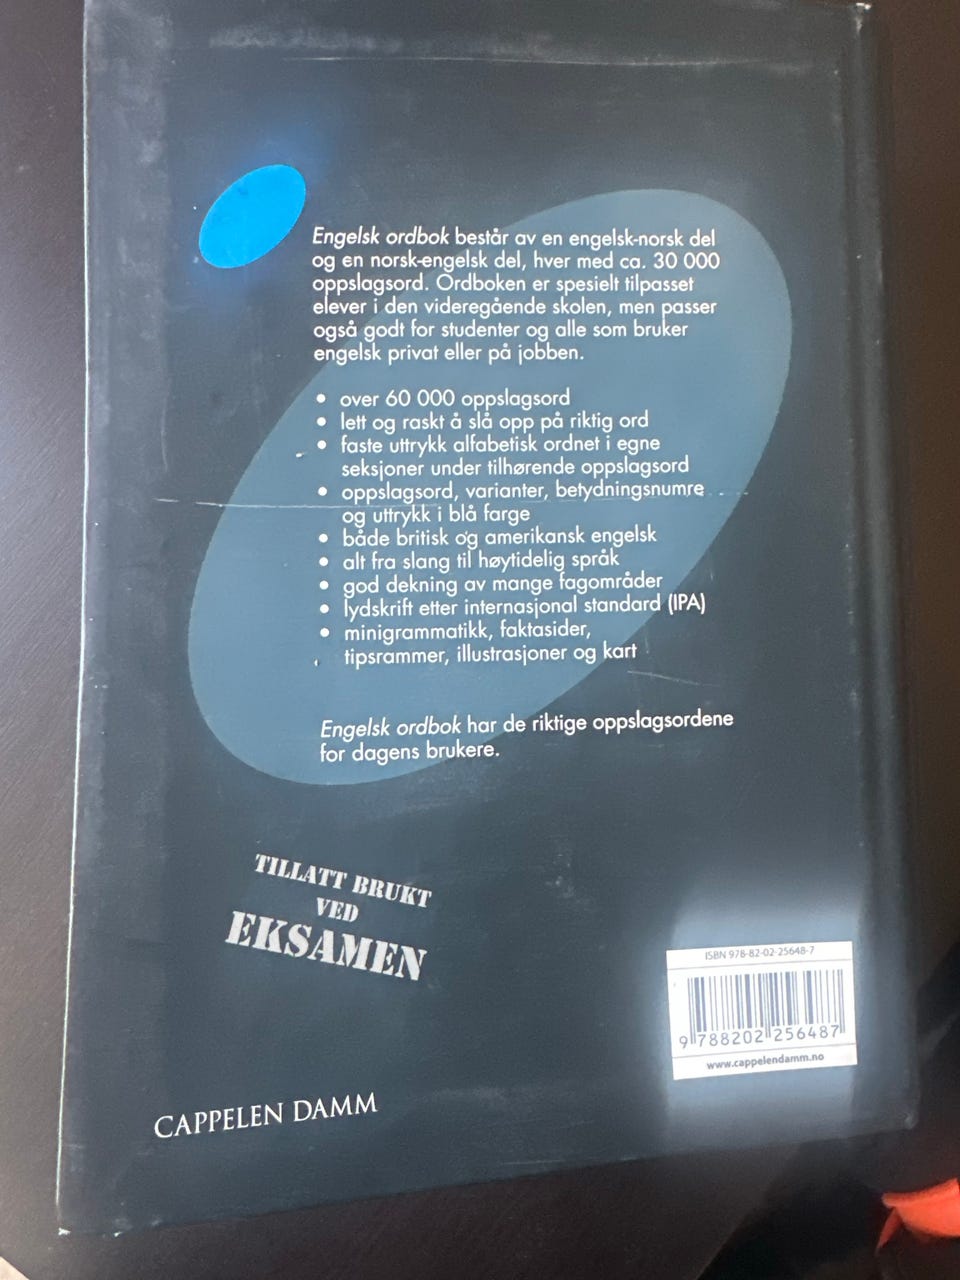 Engelsk ordbok består av en engelsk-norsk del
og en norsk-engelsk del, hver med ca. 30 000
oppslagsord. Ordboken er spesielt tilpasset
elever i den videregående skolen, men passer
også godt for studenter og alle som bruker
engelsk privat eller på jobben.
• over 60 000 oppslagsord
• lett og raskt å slå opp på riktig ord
• faste uttrykk alfabetisk ordnet i egne
seksjoner under tilhørende oppslagsord
• oppslagsord, varianter, betydningsnumre
og uttrykk i blå farge
• både britisk og amerikansk engelsk
• alt fra slang til høytidelig språk
• god dekning av mange fagområder
• lydskrift etter internasjonal standard (IPA)
• minigrammatikk, faktasider,
tipsrammer, illustrasjoner og kart
Engelsk ordbok har de riktige oppslagsordene
for dagens brukere.
TILLATT BRUKT
VED
EKSAMEN
ISBN 978-82-02-25648-7
9 788202 256487
www.cappelendamm.no
CAPPELEN DAMM